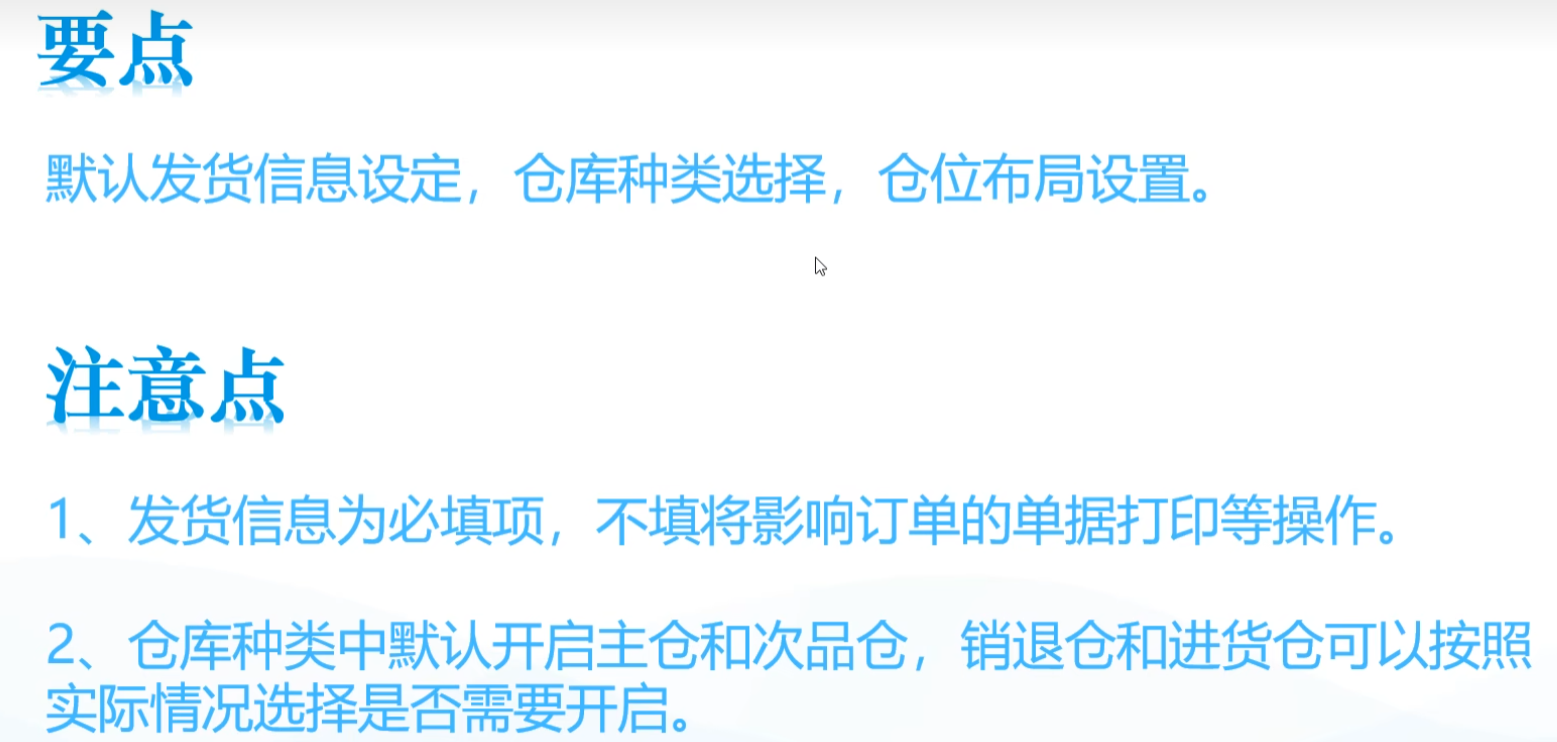 要点
默认发货信息设定，仓库种类选择，仓位布局设置。
注意点
1、发货信息为必填项，不填将影响订单的单据打印等操作。
2、仓库种类中默认开启主仓和次品仓，销退仓和进货仓可以按照
实际情况选择是否需要开启。